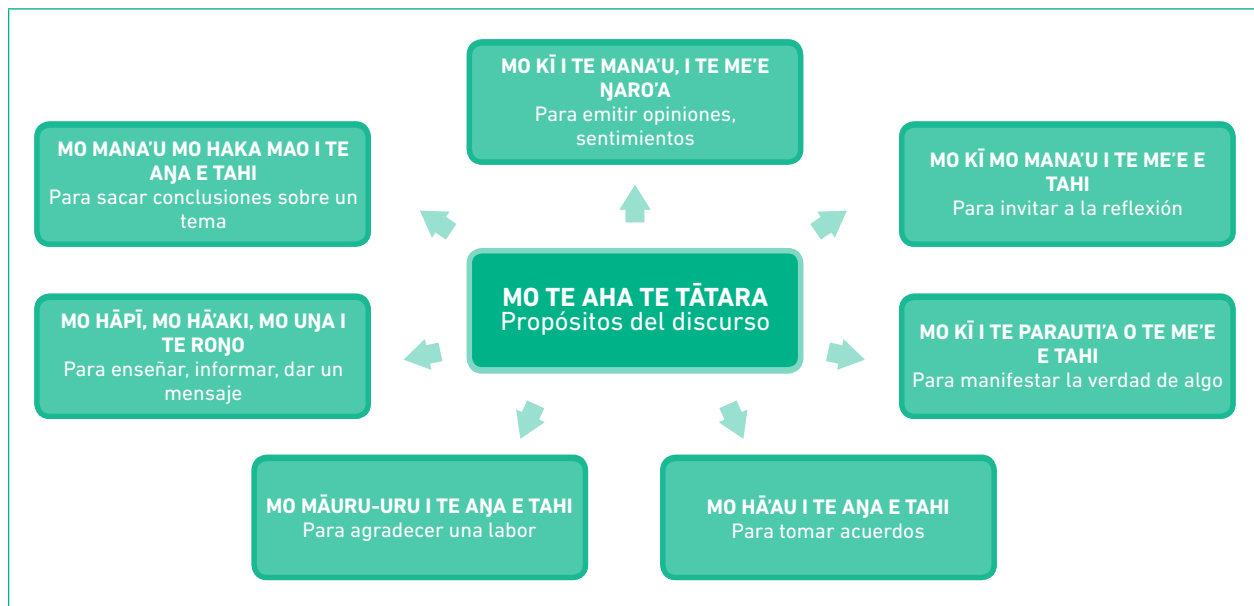 MO KĪ I TE MANA'U, I TE ME'E
ŊARO'A
Para emitir opiniones,
sentimientos
MO MANA'U MO HAKA MAO I TE
AŊA E TAHI
Para sacar conclusiones sobre un
tema
MO KĪ MO MANA'U I TE ME'E E
TAHI
Para invitar a la reflexión
MO TE AHA TE TĀTARA
Propósitos del discurso
MO HĀPĪ, MO HĀ'AKI, MO UŊA I
TE ROŊO
Para enseñar, informar, dar un
mensaje
MO KĪ I TE PARAUTI'A O TE ME'E
E TAHI
Para manifestar la verdad de algo
MO MĀURU-URU I TE AŊA E TAHI
Para agradecer una labor
MO HĀ'AU I TE AŊA E TAHI
Para tomar acuerdos